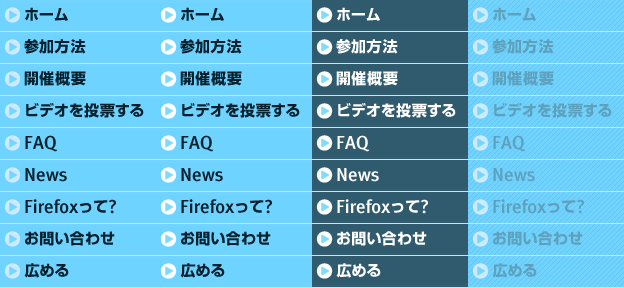 ホーム ホーム ホーム ホーム
参加方法 参加方法 参加方法 参加方法
開催概要 開催概要 開催概要 開催概要
ビデオを投票する ビデオを投票する ビデオを投票する ビデオを投票する
FAQ FAQ FAQ FAQ
News News News News
Firefoxって? Firefoxって? Firefoxって? Firefoxって?
お問い合わせ お問い合わせ お問い合わせ お問い合わせ
広める 広める 広める 広める